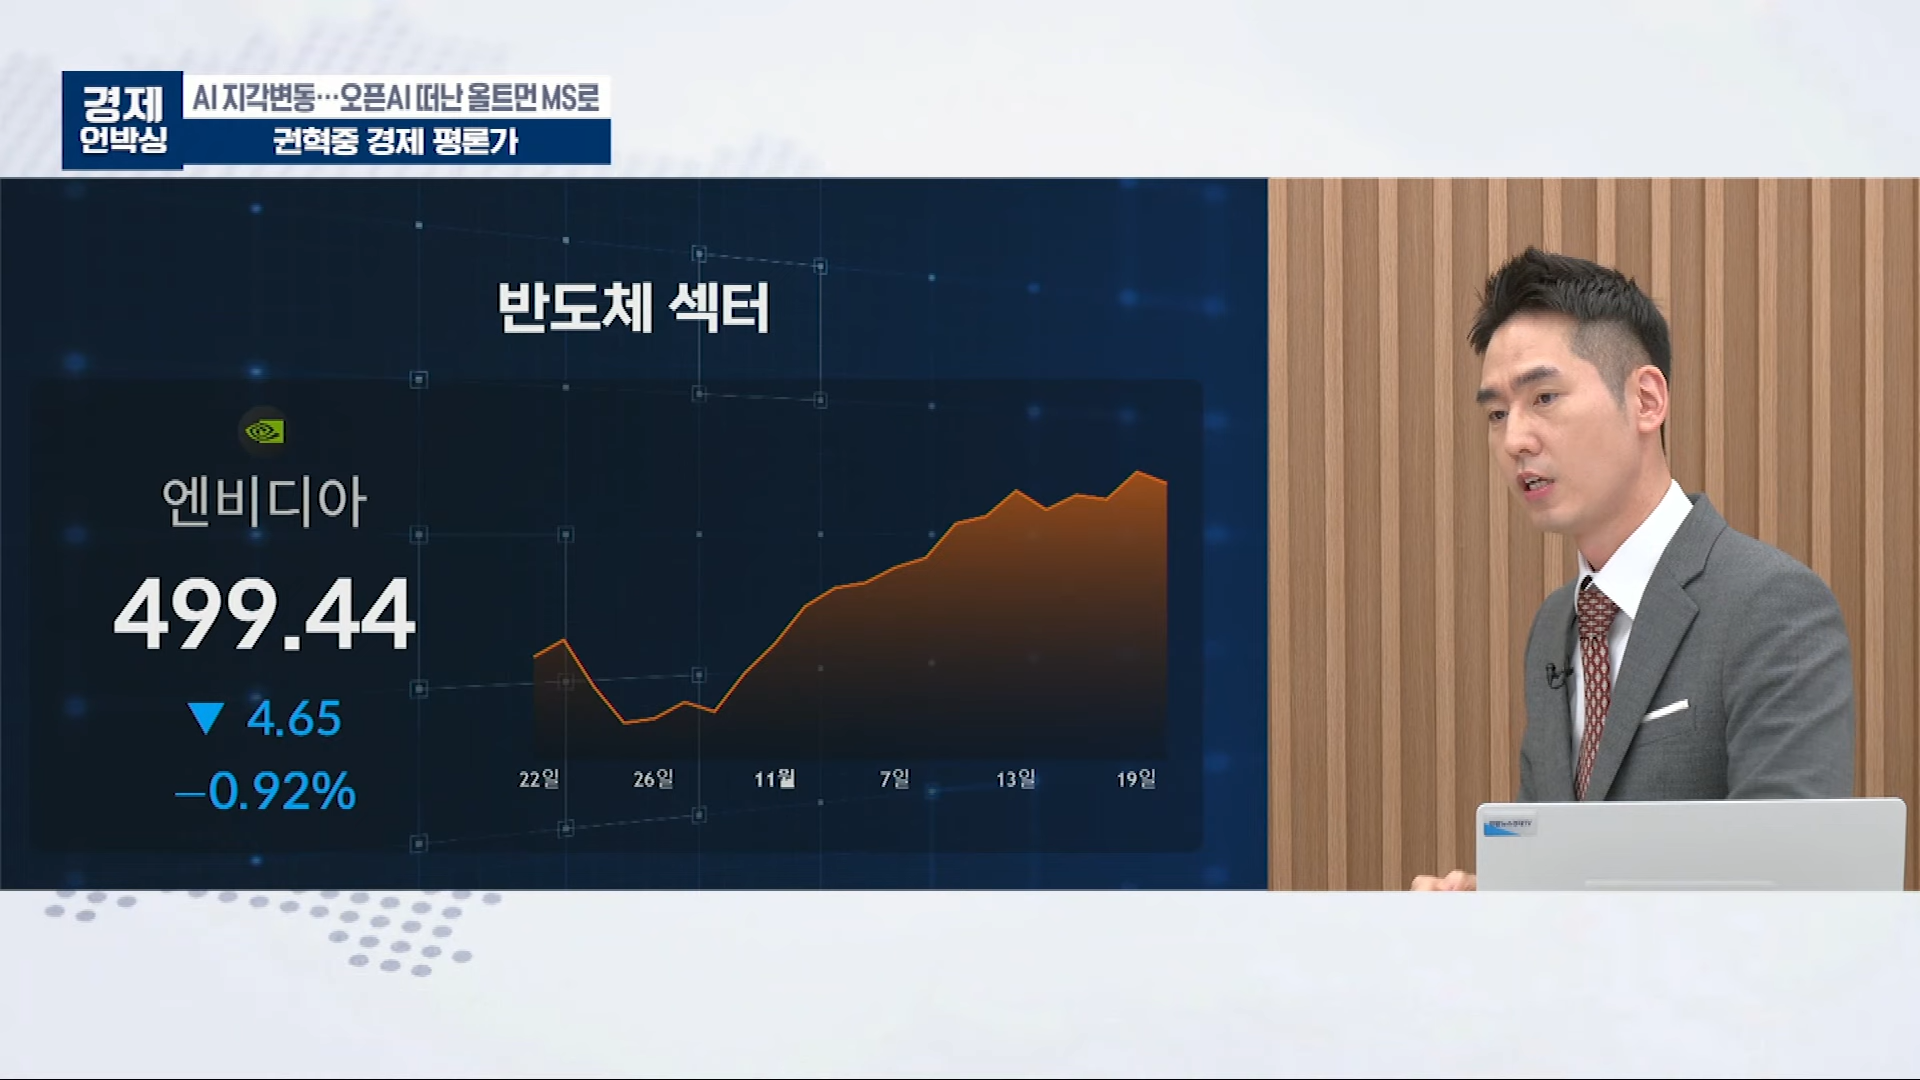 경제
언박싱
AI 지각변동…오픈AI 떠난 올트먼 MS로
권혁중 경제 평론가
반도체 섹터
엔비디아
499.44
▼ 4.65
–0.92%
22일 26일 11월 7일 13일 19일